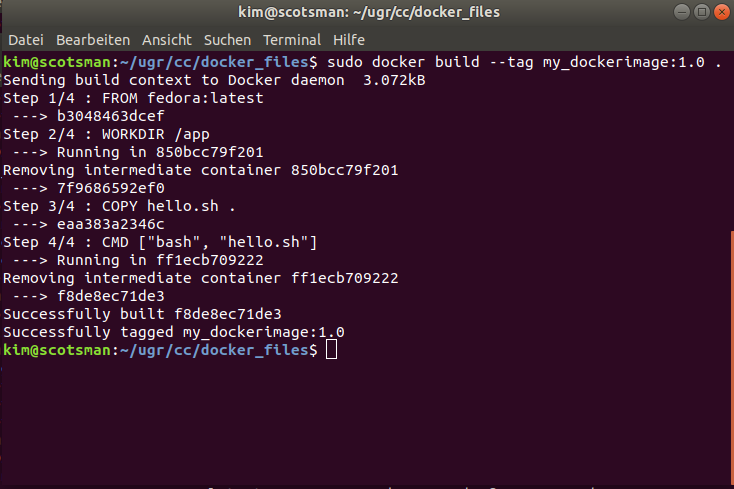 kim@scotsman: ~/ugr/cc/docker_files
Datei Bearbeiten Ansicht Suchen Terminal Hilfe
kim@scotsman:~/ugr/cc/docker_files$ sudo docker build --tag my_dockerimage:1.0 .
Sending build context to Docker daemon  3.072kB
Step 1/4 : FROM fedora:latest
 ---> b3048463dcef
Step 2/4 : WORKDIR /app
 ---> Running in 850bcc79f201
Removing intermediate container 850bcc79f201
 ---> 7f9686592ef0
Step 3/4 : COPY hello.sh .
 ---> eaa383a2346c
Step 4/4 : CMD ["bash", "hello.sh"]
 ---> Running in ff1ecb709222
Removing intermediate container ff1ecb709222
 ---> f8de8ec71de3
Successfully built f8de8ec71de3
Successfully tagged my_dockerimage:1.0
kim@scotsman:~/ugr/cc/docker_files$